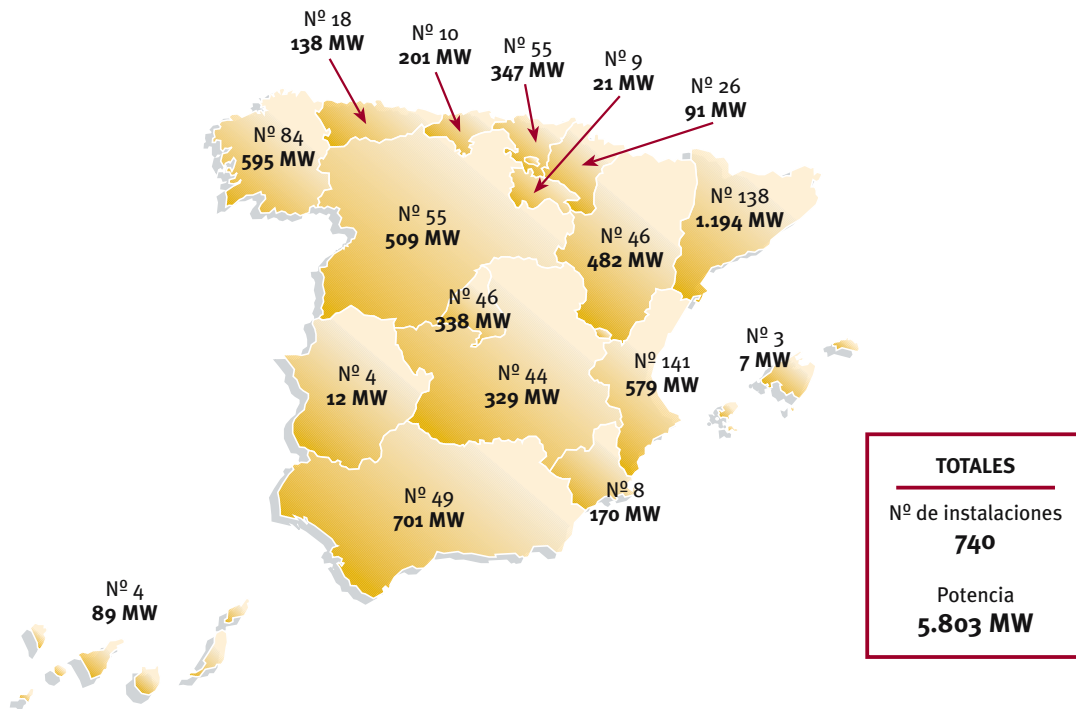 Nº 18
138 MW
Nº 10
201 MW
Nº 55
347 MW
Nº 9
21 MW
Nº 26
91 MW
Nº 84
595 MW
Nº 138
1.194 MW
Nº 55
509 MW
Nº 46
482 MW
Nº 46
338 MW
Nº 3
7 MW
Nº 141
579 MW
Nº 4
12 MW
Nº 44
329 MW
Nº 49
701 MW
Nº 8
170 MW
Nº 4
89 MW
TOTALES
Nº de instalaciones
740
Potencia
5.803 MW